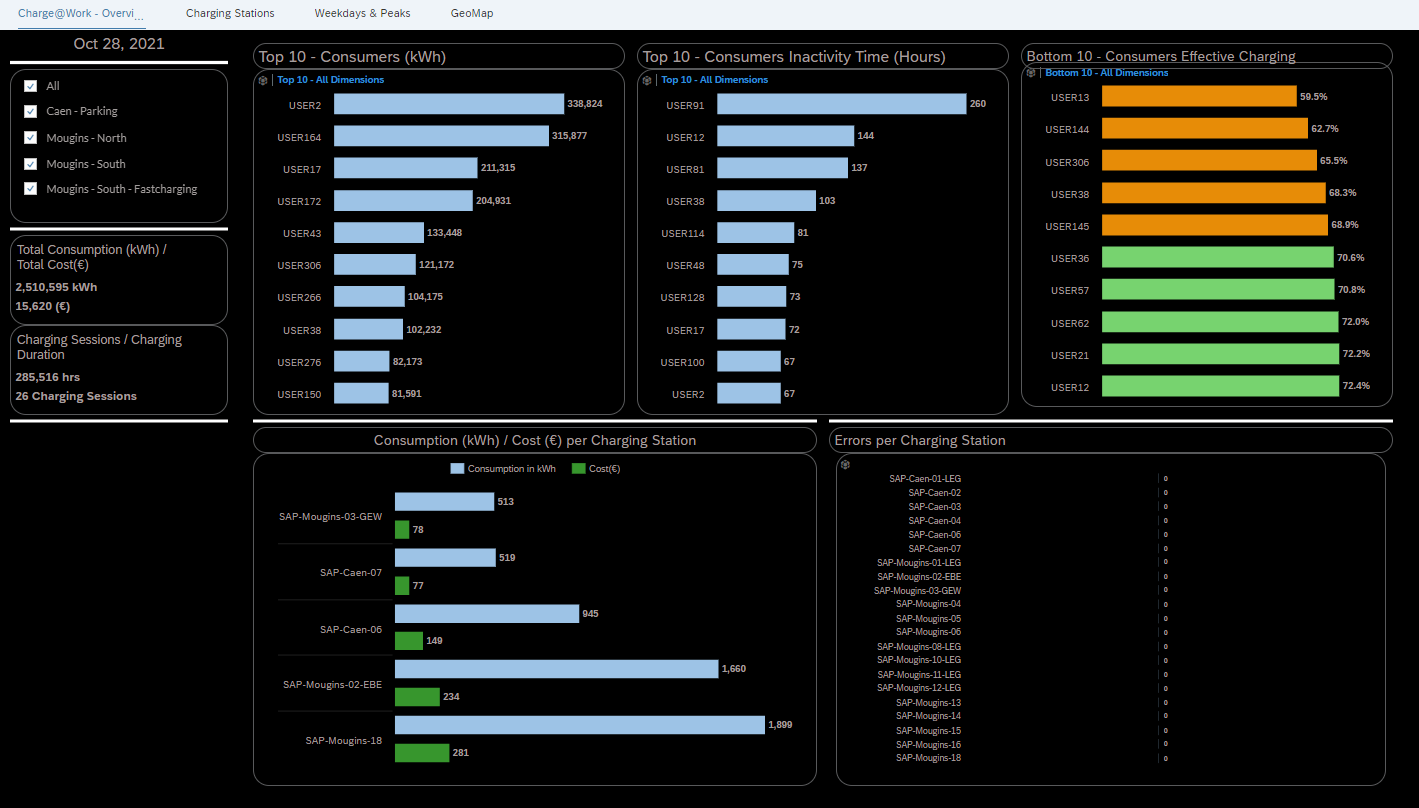 Charge@Work - Overvi...
Charging Stations
Weekdays & Peaks
GeoMap
Oct 28, 2021
All
Caen - Parking
Mougins - North
Mougins - South
Mougins - South - Fastcharging
Total Consumption (kWh) /
Total Cost(€)
2,510,595 kWh
15,620 (€)
Charging Sessions / Charging
Duration
285,516 hrs
26 Charging Sessions
Top 10 - Consumers (kWh)
Top 10 - All Dimensions
USER2 338,824
USER164 315,877
USER17 211,315
USER172 204,931
USER43 133,448
USER306 121,172
USER266 104,175
USER38 102,232
USER276 82,173
USER150 81,591
Top 10 - Consumers Inactivity Time (Hours)
Top 10 - All Dimensions
USER91 260
USER12 144
USER81 137
USER38 103
USER114 81
USER48 75
USER128 73
USER17 72
USER100 67
USER2 67
Bottom 10 - Consumers Effective Charging
Bottom 10 - All Dimensions
USER13 59.5%
USER144 62.7%
USER306 65.5%
USER38 68.3%
USER145 68.9%
USER36 70.6%
USER57 70.8%
USER62 72.0%
USER21 72.2%
USER12 72.4%
Consumption (kWh) / Cost (€) per Charging Station
Consumption in kWh Cost(€)
SAP-Mougins-03-GEW 513
78
SAP-Caen-07 519
77
SAP-Caen-06 945
149
SAP-Mougins-02-EBE 1,660
234
SAP-Mougins-18 1,899
281
Errors per Charging Station
SAP-Caen-01-LEG 0
SAP-Caen-02 0
SAP-Caen-03 0
SAP-Caen-04 0
SAP-Caen-06 0
SAP-Caen-07 0
SAP-Mougins-01-LEG 0
SAP-Mougins-02-EBE 0
SAP-Mougins-03-GEW 0
SAP-Mougins-04 0
SAP-Mougins-05 0
SAP-Mougins-06 0
SAP-Mougins-08-LEG 0
SAP-Mougins-10-LEG 0
SAP-Mougins-11-LEG 0
SAP-Mougins-12-LEG 0
SAP-Mougins-13 0
SAP-Mougins-14 0
SAP-Mougins-15 0
SAP-Mougins-16 0
SAP-Mougins-18 0